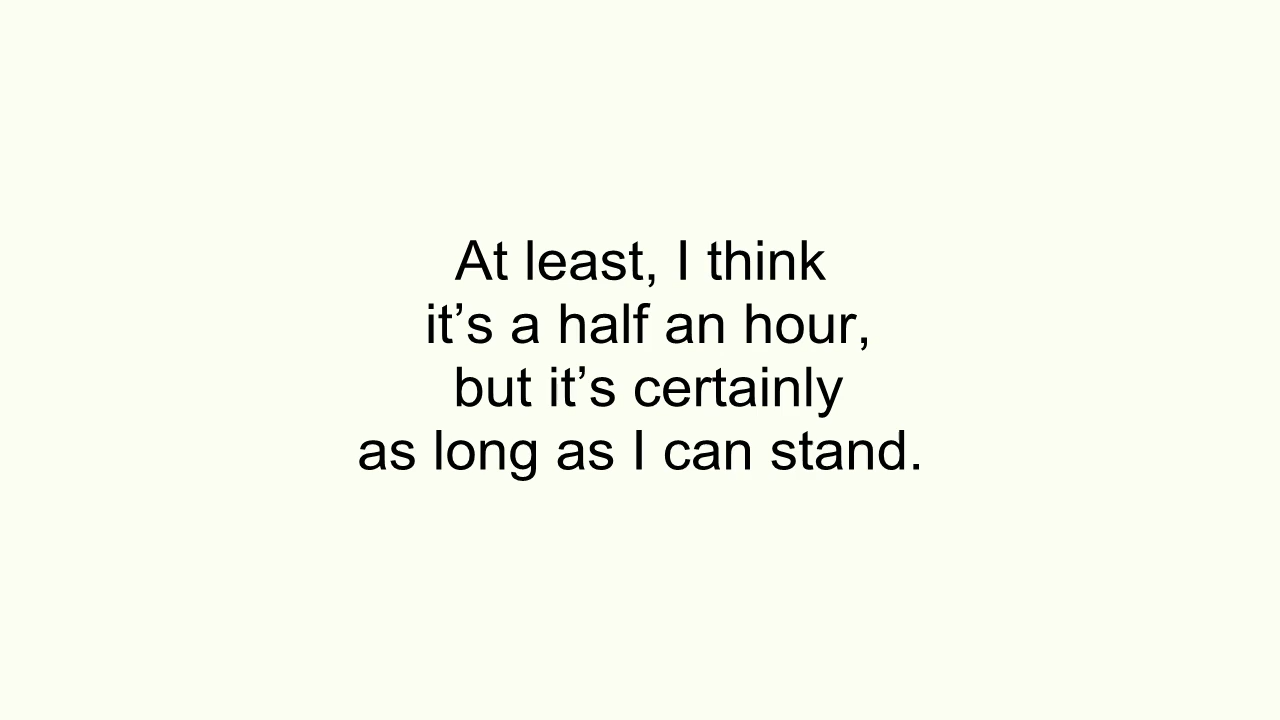 At least, I think
it’s a half an hour,
but it’s certainly
as long as I can stand.